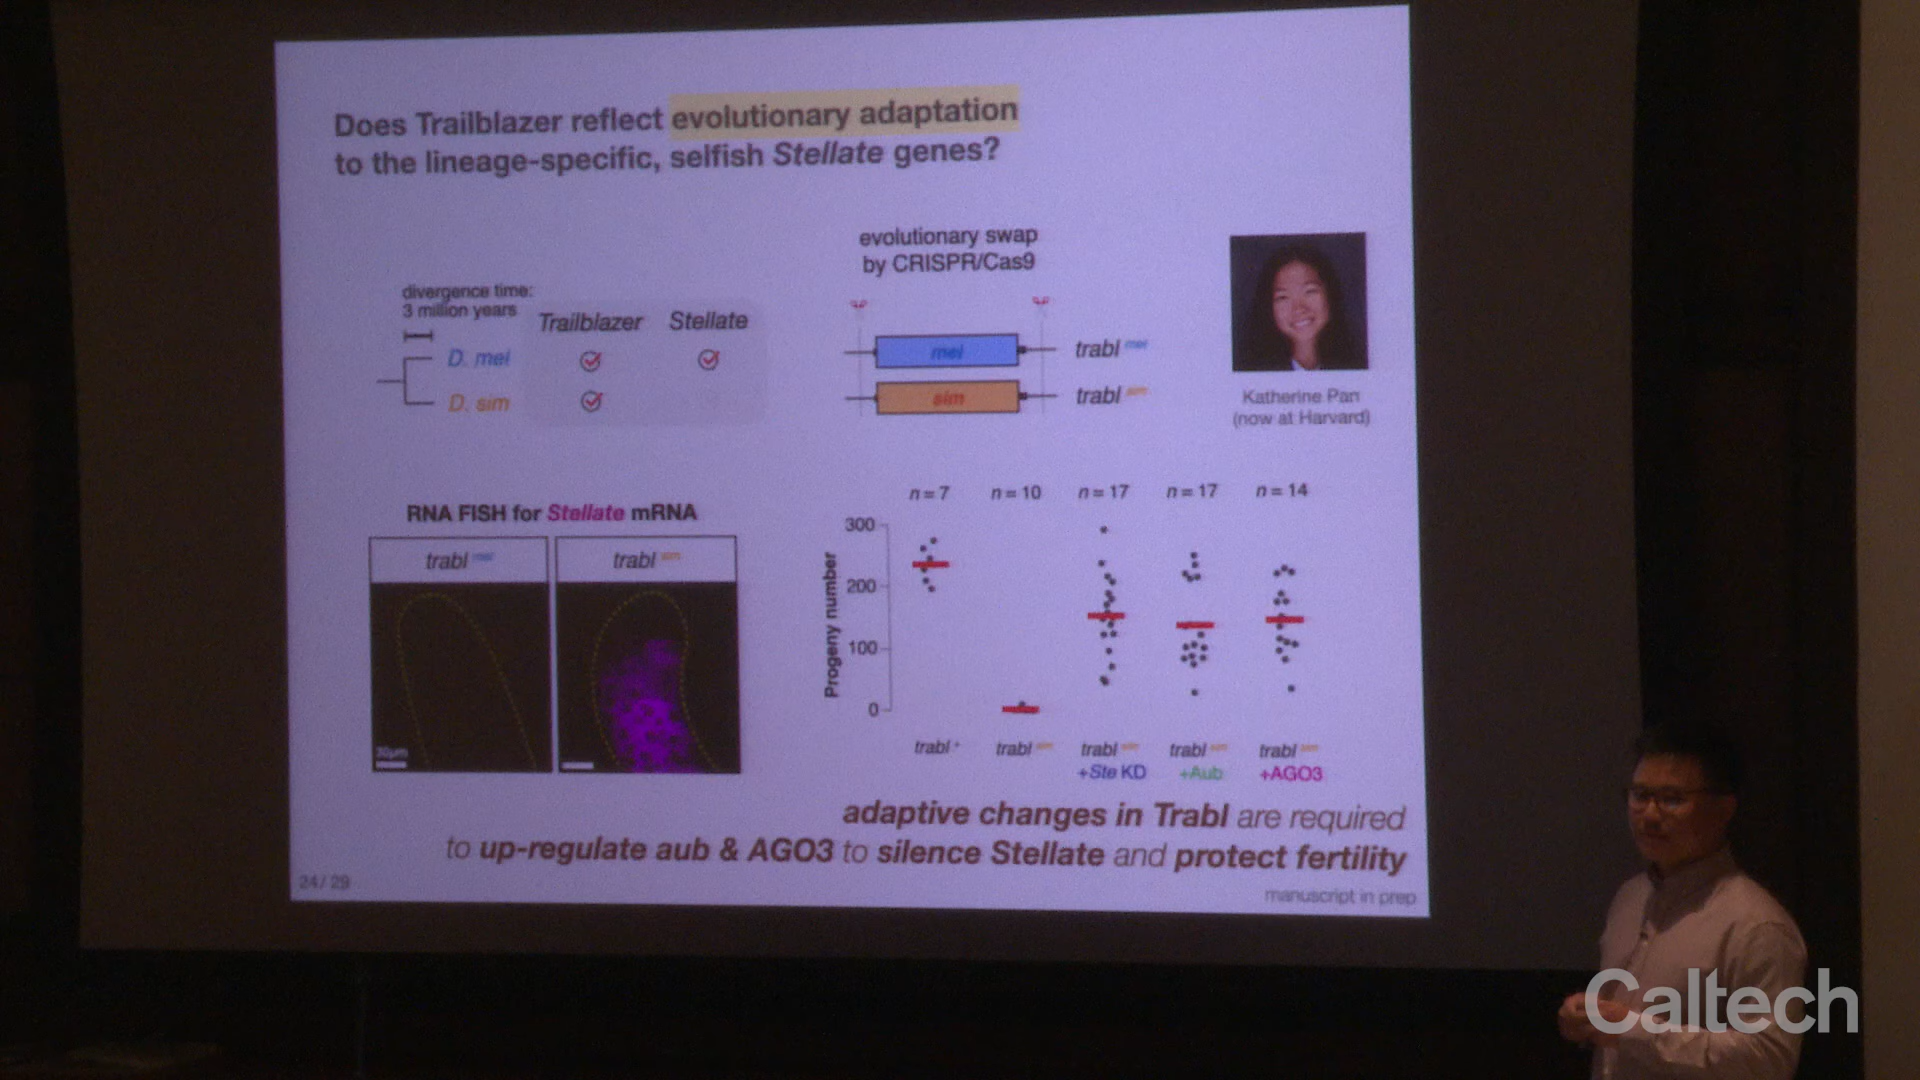 Does Trailblazer reflect evolutionary adaptation
to the lineage-specific, selfish Stellate genes?
divergence time:
3 million years
Trailblazer Stellate
D. mel
D. sim
evolutionary swap
by CRISPR/Cas9
mel
trabl mel
sim
trabl sim
Katherine Pan
(now at Harvard)
RNA FISH for Stellate mRNA
trabl mel
trabl sim
30μm
n = 7 n = 10 n = 17 n = 17 n = 14
Progeny number
300
200
100
0
trabl + trabl sim trabl sim trabl sim trabl sim
+Ste KD +Aub +AGO3
adaptive changes in Trabl are required
to up-regulate aub & AGO3 to silence Stellate and protect fertility
24/ 29
manuscript in prep
Caltech